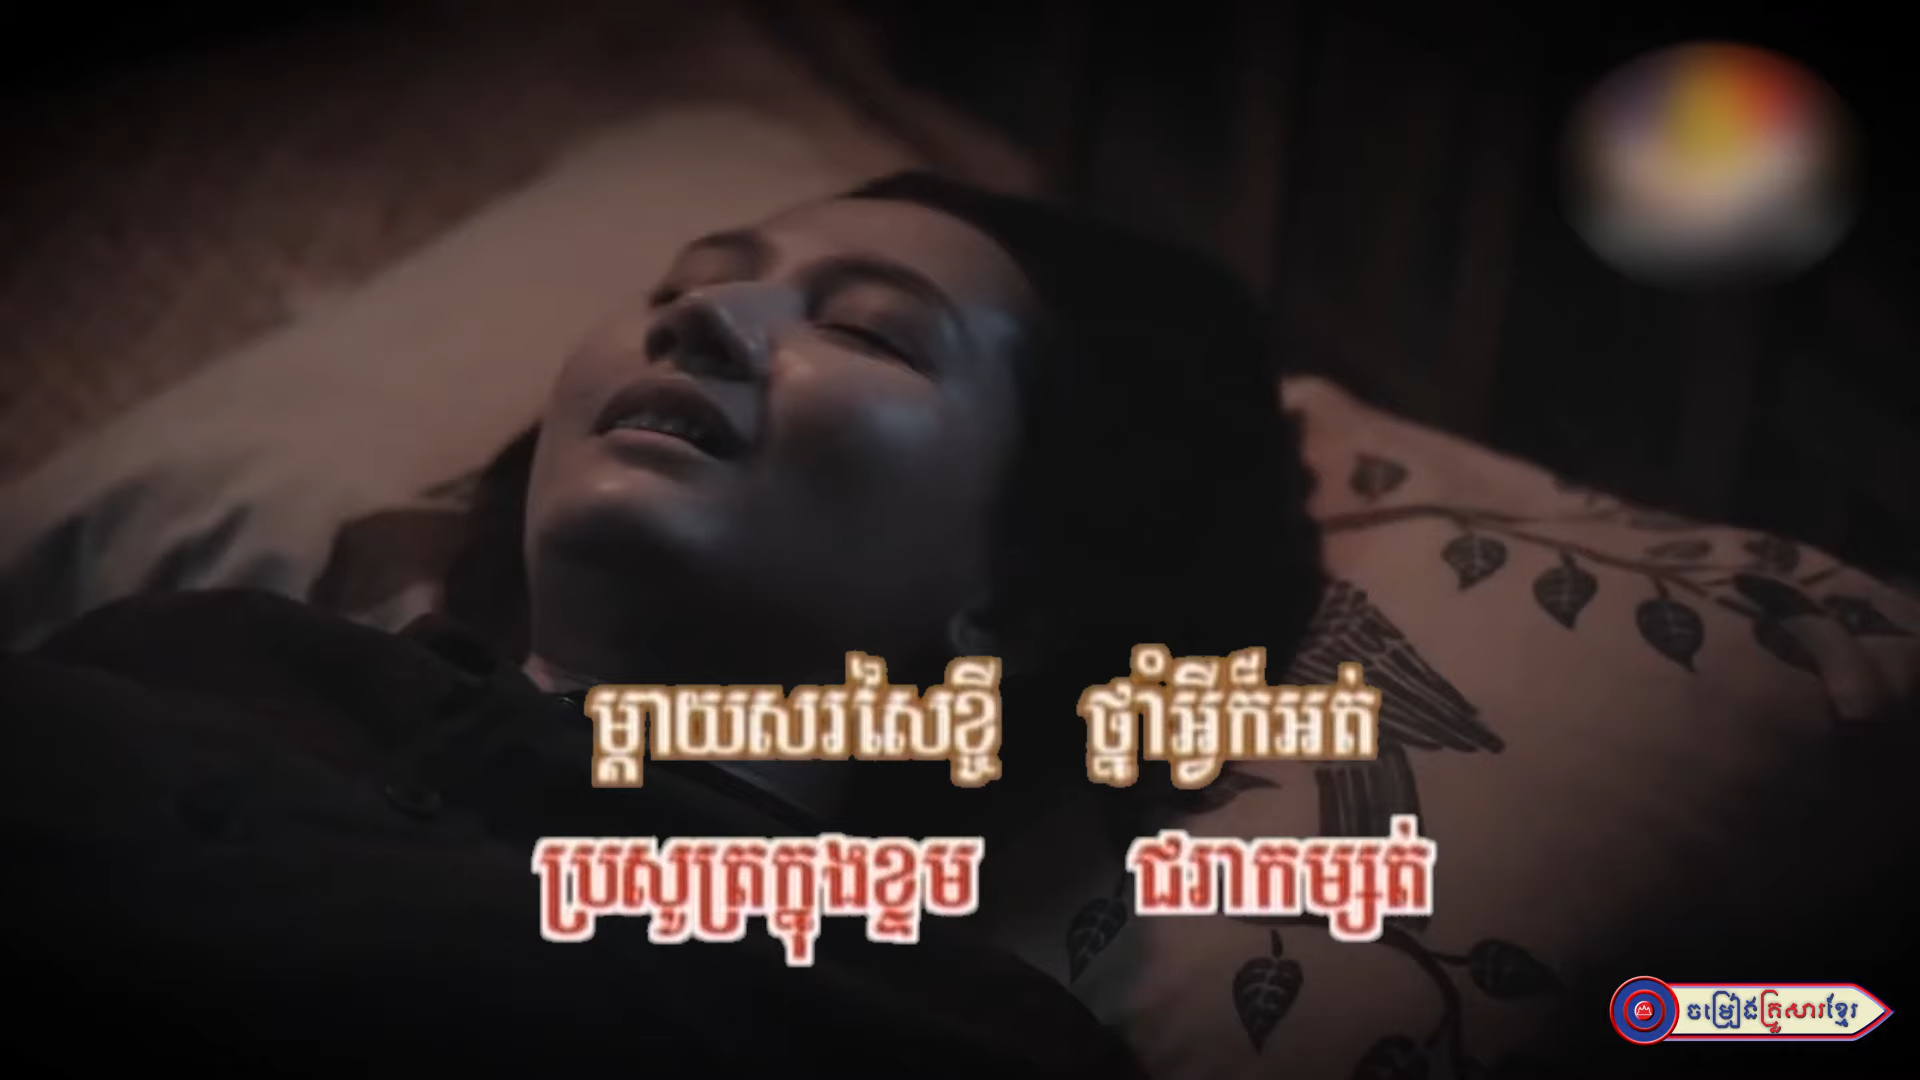 ម្ដាយសរសៃខ្ចី ថ្នាំអ្វីក៏អត់
ប្រសូត្រក្នុងខ្ទម ជរាកម្សត់
ចម្រៀងគ្រួសារខ្មែរ